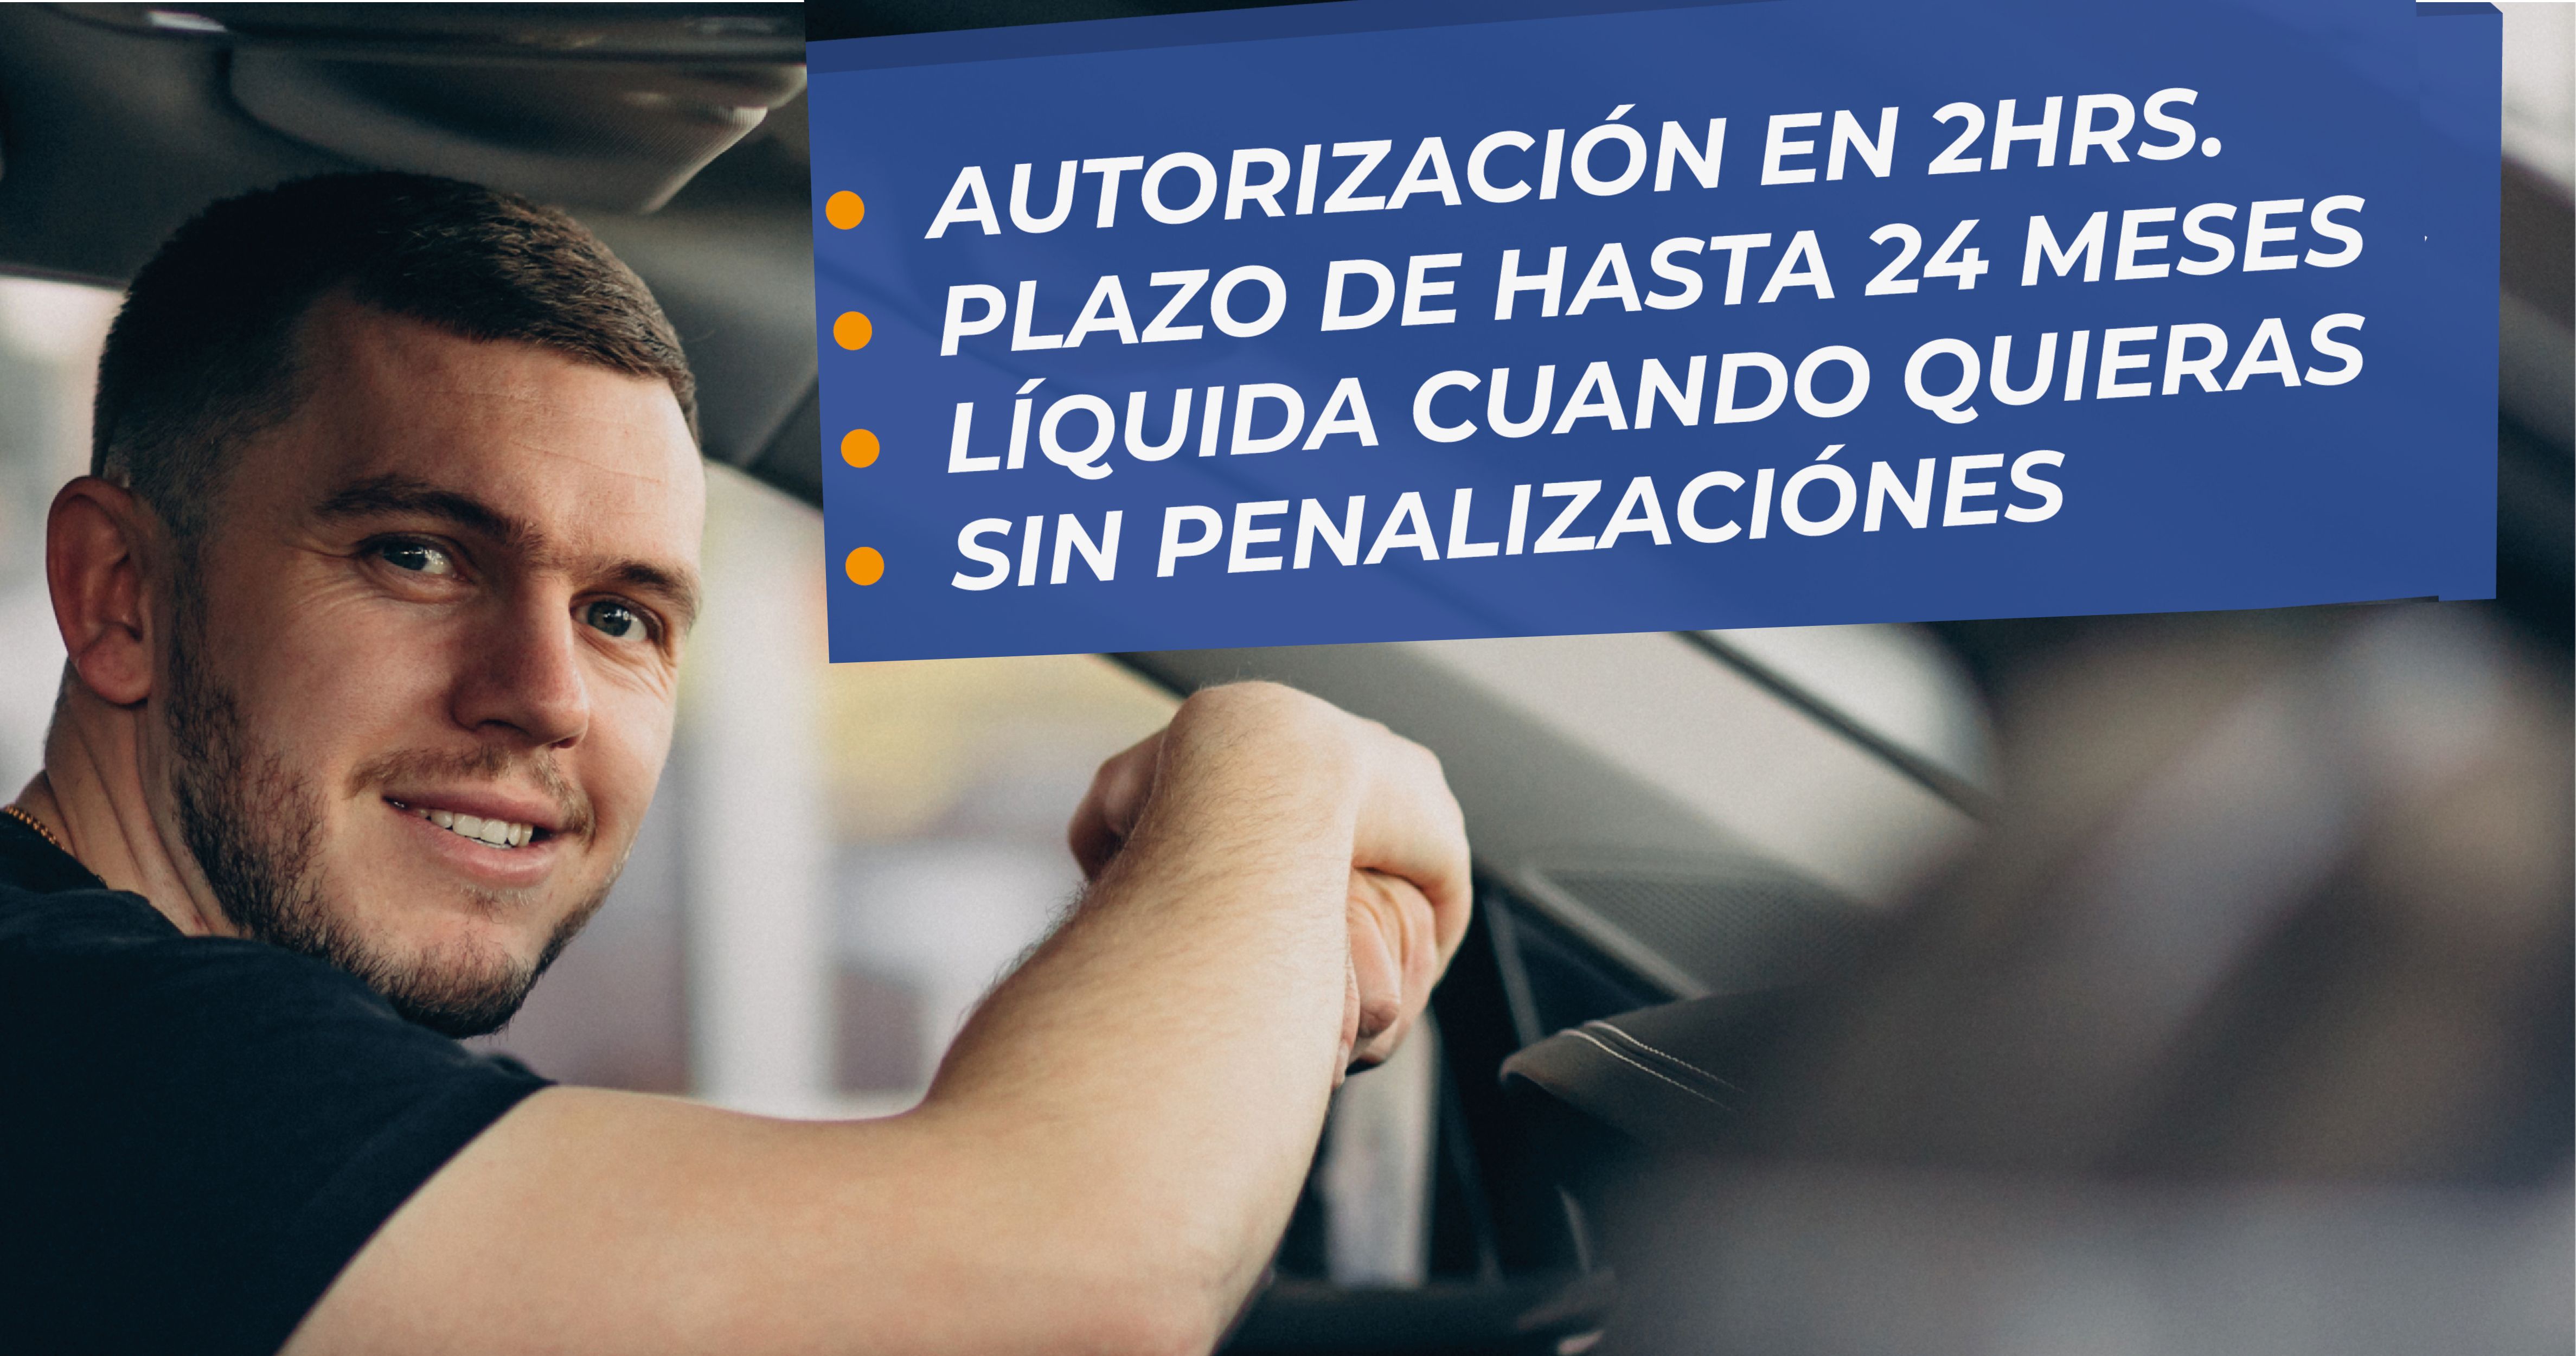 AUTORIZACIÓN EN 2HRS.
PLAZO DE HASTA 24 MESES
LÍQUIDA CUANDO QUIERAS
SIN PENALIZACIÓNES